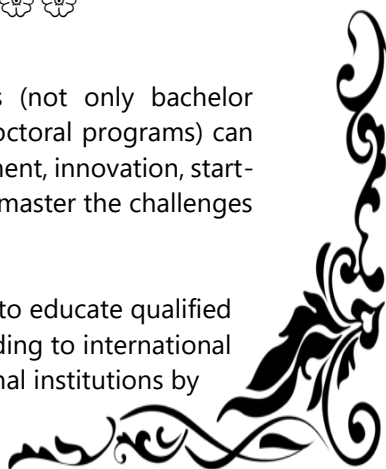 s (not only bachelor
octoral programs) can
nent, innovation, start-
master the challenges
to educate qualified
ding to international
nal institutions by